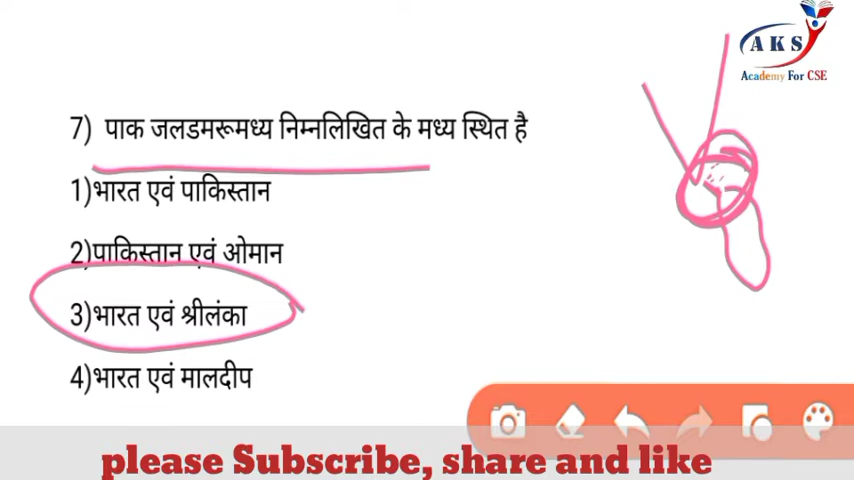 AKS
Academy For CSE
7) पाक जलडमरूमध्य निम्नलिखित के मध्य स्थित है
1)भारत एवं पाकिस्तान
2)पाकिस्तान एवं ओमान
3)भारत एवं श्रीलंका
4)भारत एवं मालदीप
please Subscribe, share and like